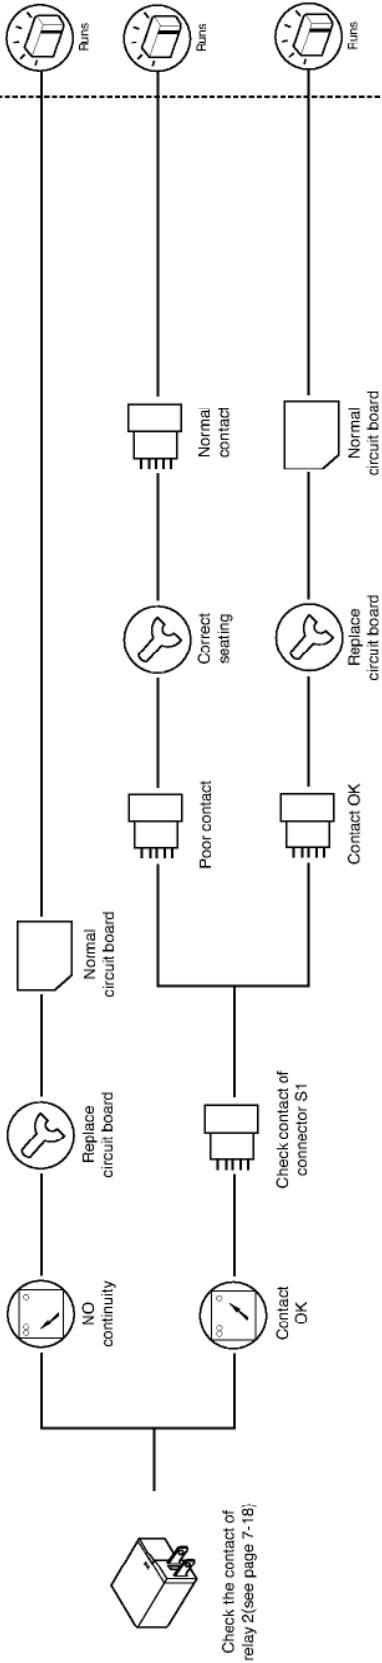 Check the contact of
relay 2(see page 7-18)
NO
continuity
Replace
circuit board
Normal
circuit board
Runs
Contact
OK
Check contact of
connector S1
Poor contact
Correct
seating
Normal
contact
Runs
Contact OK
Replace
circuit board
Normal
circuit board
Runs